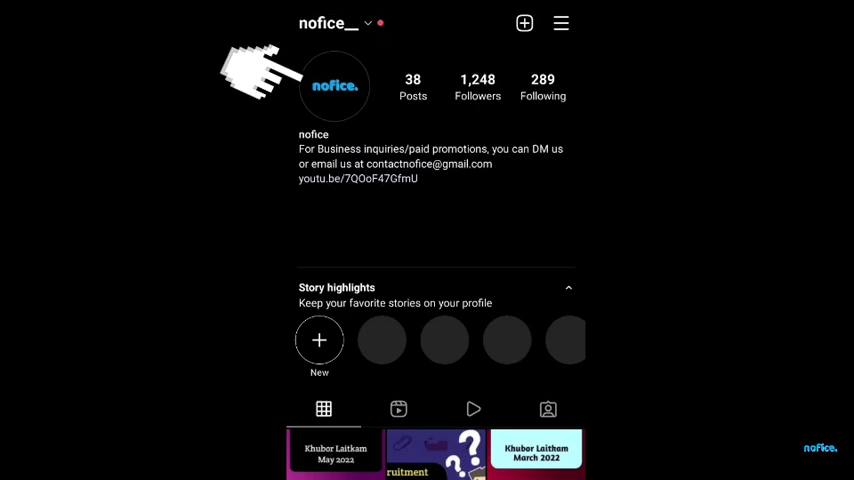 nofice__
nofice.
38
Posts
1,248
Followers
289
Following
nofice
For Business inquiries/paid promotions, you can DM us
or email us at contactnofice@gmail.com
youtu.be/7QOoF47GfmU
Story highlights
Keep your favorite stories on your profile
New
Khubor Laitkam
May 2022
ruitment
Khubor Laitkam
March 2022
nofice.